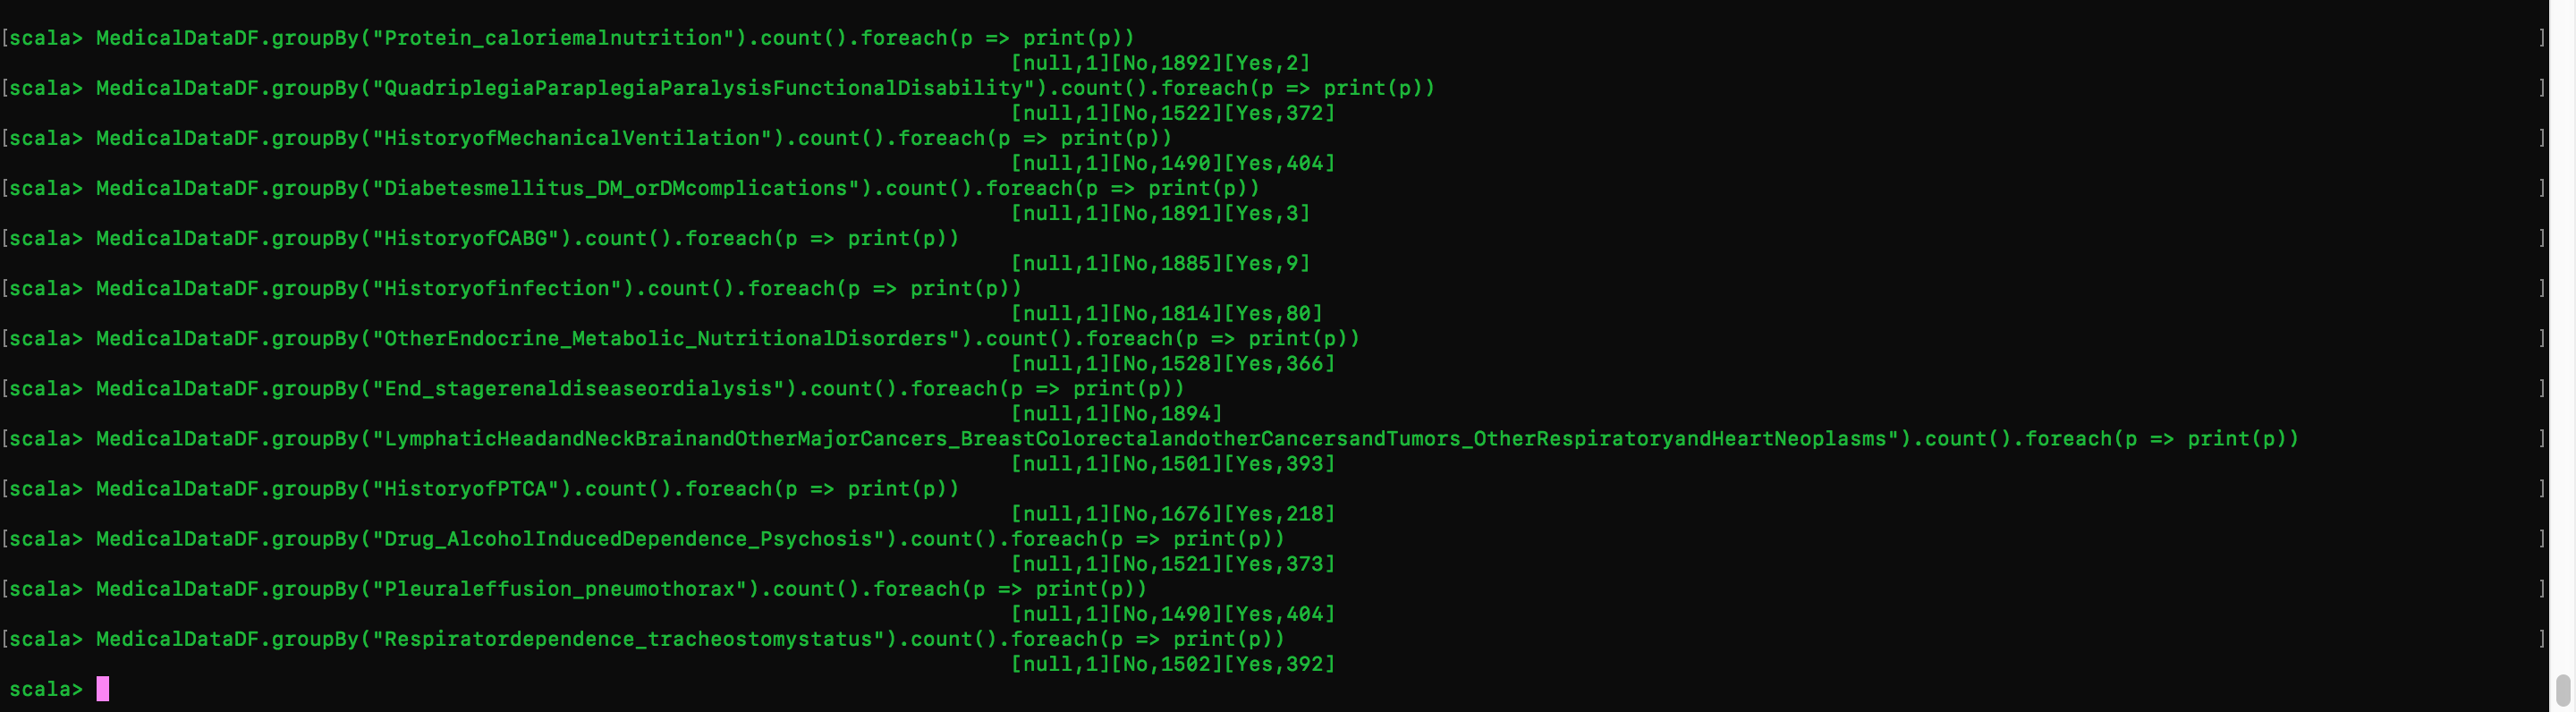 [scala> MedicalDataDF.groupBy("Protein_caloriemalnutrition").count().foreach(p => print(p)) ]
[null,1][No,1892][Yes,2]
[scala> MedicalDataDF.groupBy("QuadriplegiaParaplegiaParalysisFunctionalDisability").count().foreach(p => print(p)) ]
[null,1][No,1522][Yes,372]
[scala> MedicalDataDF.groupBy("HistoryofMechanicalVentilation").count().foreach(p => print(p)) ]
[null,1][No,1490][Yes,404]
[scala> MedicalDataDF.groupBy("Diabetesmellitus_DM_orDMcomplications").count().foreach(p => print(p)) ]
[null,1][No,1891][Yes,3]
[scala> MedicalDataDF.groupBy("HistoryofCABG").count().foreach(p => print(p)) ]
[null,1][No,1885][Yes,9]
[scala> MedicalDataDF.groupBy("Historyofinfection").count().foreach(p => print(p)) ]
[null,1][No,1814][Yes,80]
[scala> MedicalDataDF.groupBy("OtherEndocrine_Metabolic_NutritionalDisorders").count().foreach(p => print(p)) ]
[null,1][No,1528][Yes,366]
[scala> MedicalDataDF.groupBy("End_stagerenaldiseaseordialysis").count().foreach(p => print(p)) ]
[null,1][No,1894]
[scala> MedicalDataDF.groupBy("LymphaticHeadandNeckBrainandOtherMajorCancers_BreastColorectalandotherCancersandTumors_OtherRespiratoryandHeartNeoplasms").count().foreach(p => print(p)) ]
[null,1][No,1501][Yes,393]
[scala> MedicalDataDF.groupBy("HistoryofPTCA").count().foreach(p => print(p)) ]
[null,1][No,1676][Yes,218]
[scala> MedicalDataDF.groupBy("Drug_AlcoholInducedDependence_Psychosis").count().foreach(p => print(p)) ]
[null,1][No,1521][Yes,373]
[scala> MedicalDataDF.groupBy("Pleuraleffusion_pneumothorax").count().foreach(p => print(p)) ]
[null,1][No,1490][Yes,404]
[scala> MedicalDataDF.groupBy("Respiratordependence_tracheostomystatus").count().foreach(p => print(p)) ]
[null,1][No,1502][Yes,392]
scala>